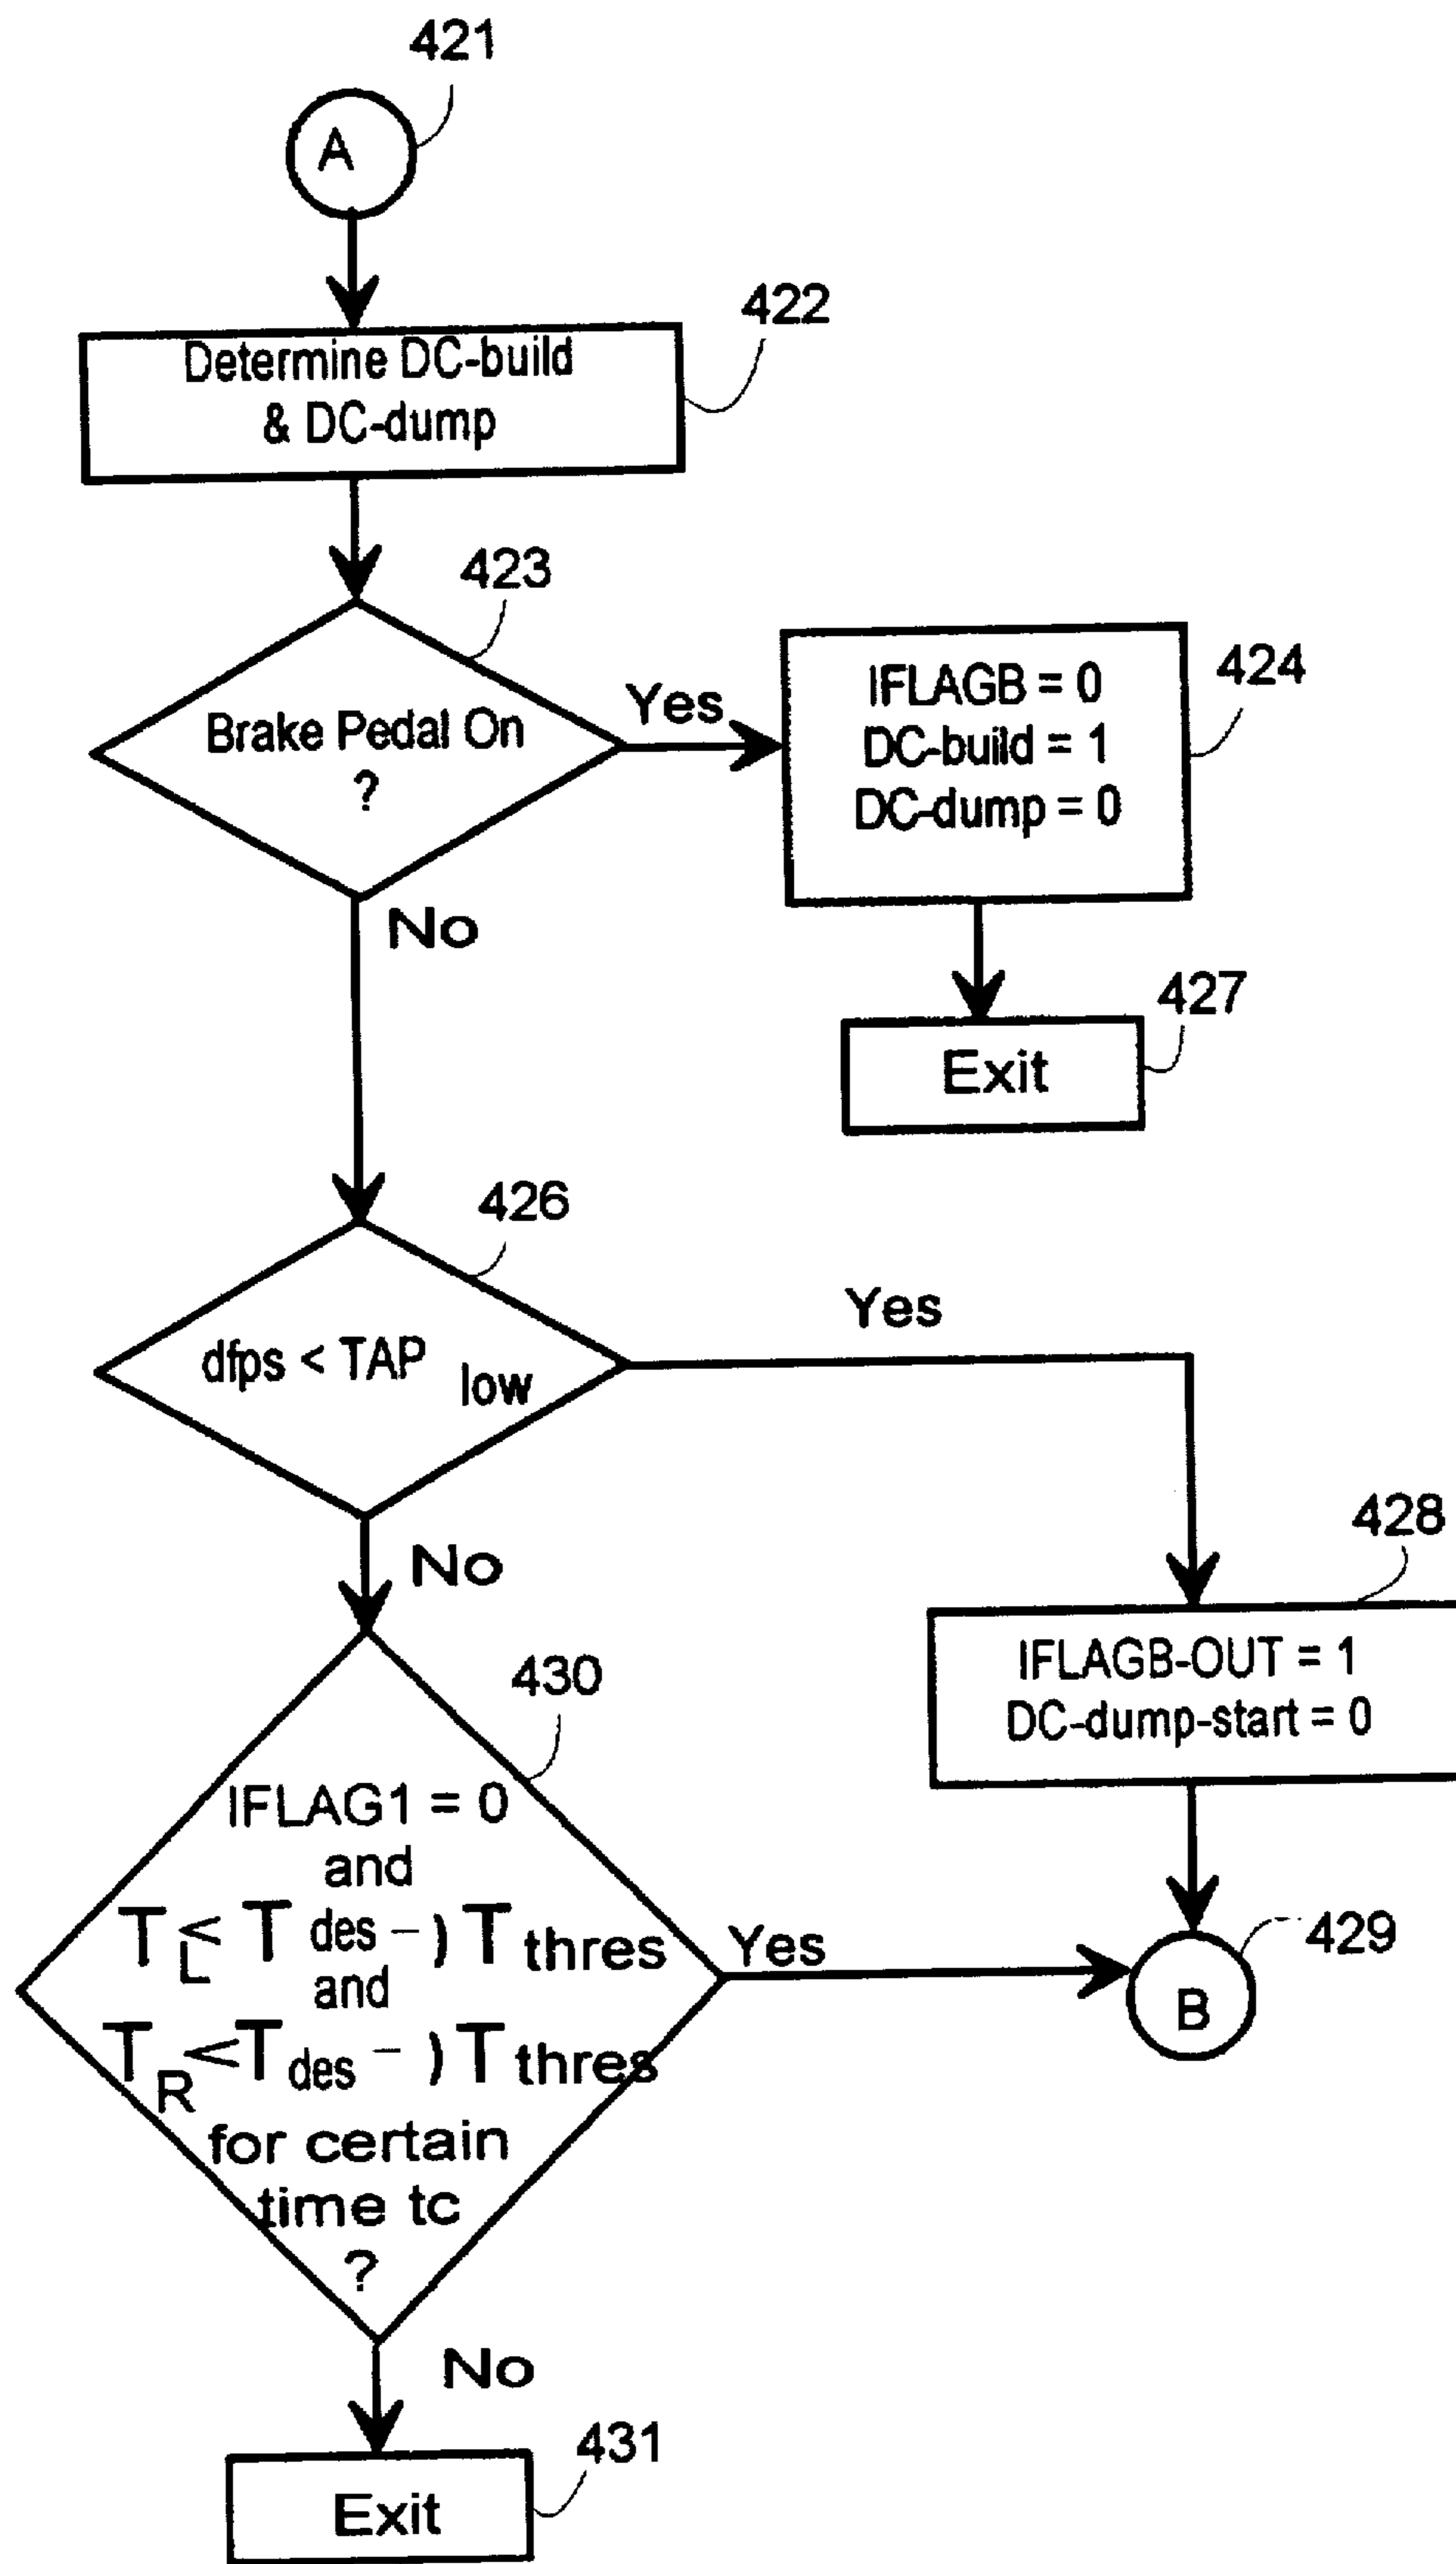 421
A
422
Determine DC-build
& DC-dump
423
Brake Pedal On
?
Yes
424
IFLAGB = 0
DC-build = 1
DC-dump = 0
No
427
Exit
426
dfps < TAP low
Yes
No
428
IFLAGB-OUT = 1
DC-dump-start = 0
430
IFLAG1 = 0
and
T L < T des - ) T thres
and
T R < T des - ) T thres
for certain
time tc
?
Yes
429
B
No
431
Exit